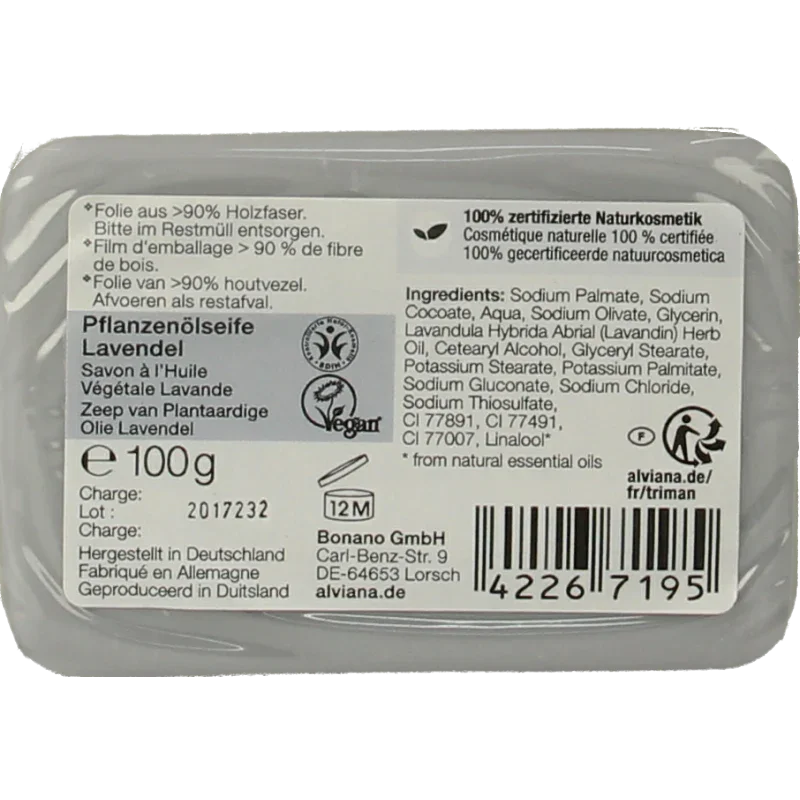 *Folie aus >90% Holzfaser.
Bitte im Restmüll entsorgen.
*Film d'emballage > 90 % de fibre
de bois.
*Folie van >90% houtvezel.
Afvoeren als restafval.
Pflanzenölseife
Lavendel
Savon à l'Huile
Végétale Lavande
Zeep van Plantaardige
Olie Lavendel
BDIH
Vegan
e 100g
Charge:
Lot : 2017232
Charge:
Hergestellt in Deutschland
Fabriqué en Allemagne
Geproduceerd in Duitsland
12M
Bonano GmbH
Carl-Benz-Str. 9
DE-64653 Lorsch
alviana.de
100% zertifizierte Naturkosmetik
Cosmétique naturelle 100 % certifiée
100% gecertificeerde natuurcosmetica
Ingredients: Sodium Palmate, Sodium
Cocoate, Aqua, Sodium Olivate, Glycerin,
Lavandula Hybrida Abrial (Lavandin) Herb
Oil, Cetearyl Alcohol, Glyceryl Stearate,
Potassium Stearate, Potassium Palmitate,
Sodium Gluconate, Sodium Chloride,
Sodium Thiosulfate,
CI 77891, CI 77491,
CI 77007, Linalool*
* from natural essential oils
F
alviana.de/
fr/triman
4226 7195